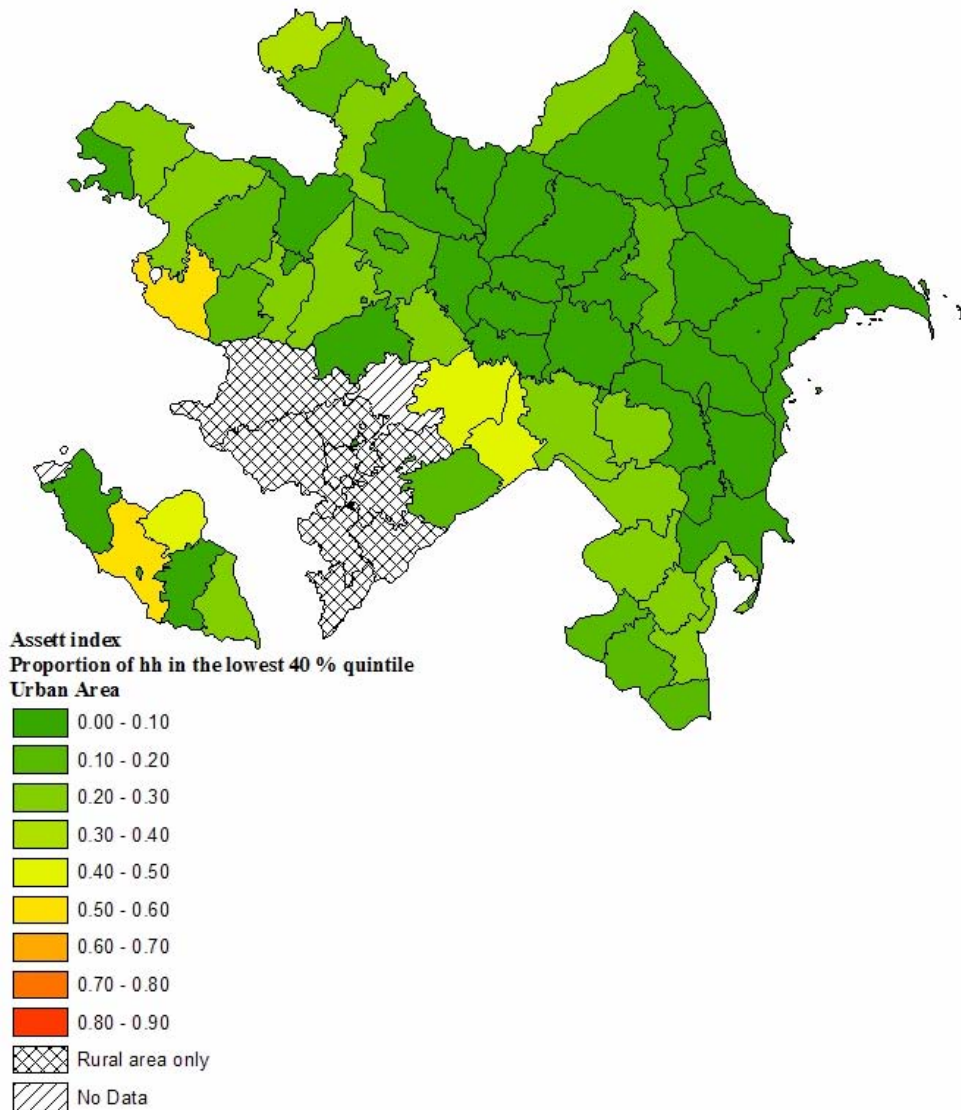 Assett index
Proportion of hh in the lowest 40 % quintile
Urban Area
0.00 - 0.10
0.10 - 0.20
0.20 - 0.30
0.30 - 0.40
0.40 - 0.50
0.50 - 0.60
0.60 - 0.70
0.70 - 0.80
0.80 - 0.90
Rural area only
No Data